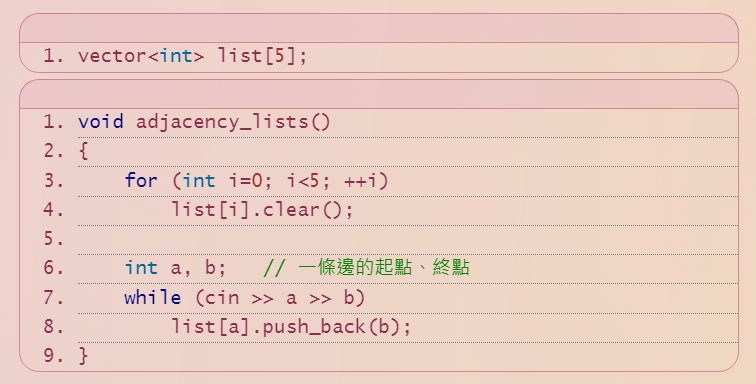 1. vector<int> list[5];
1. void adjacency_lists()
2. {
3.     for (int i=0; i<5; ++i)
4.         list[i].clear();
5.
6.     int a, b;   // 一條邊的起點、終點
7.     while (cin >> a >> b)
8.         list[a].push_back(b);
9. }